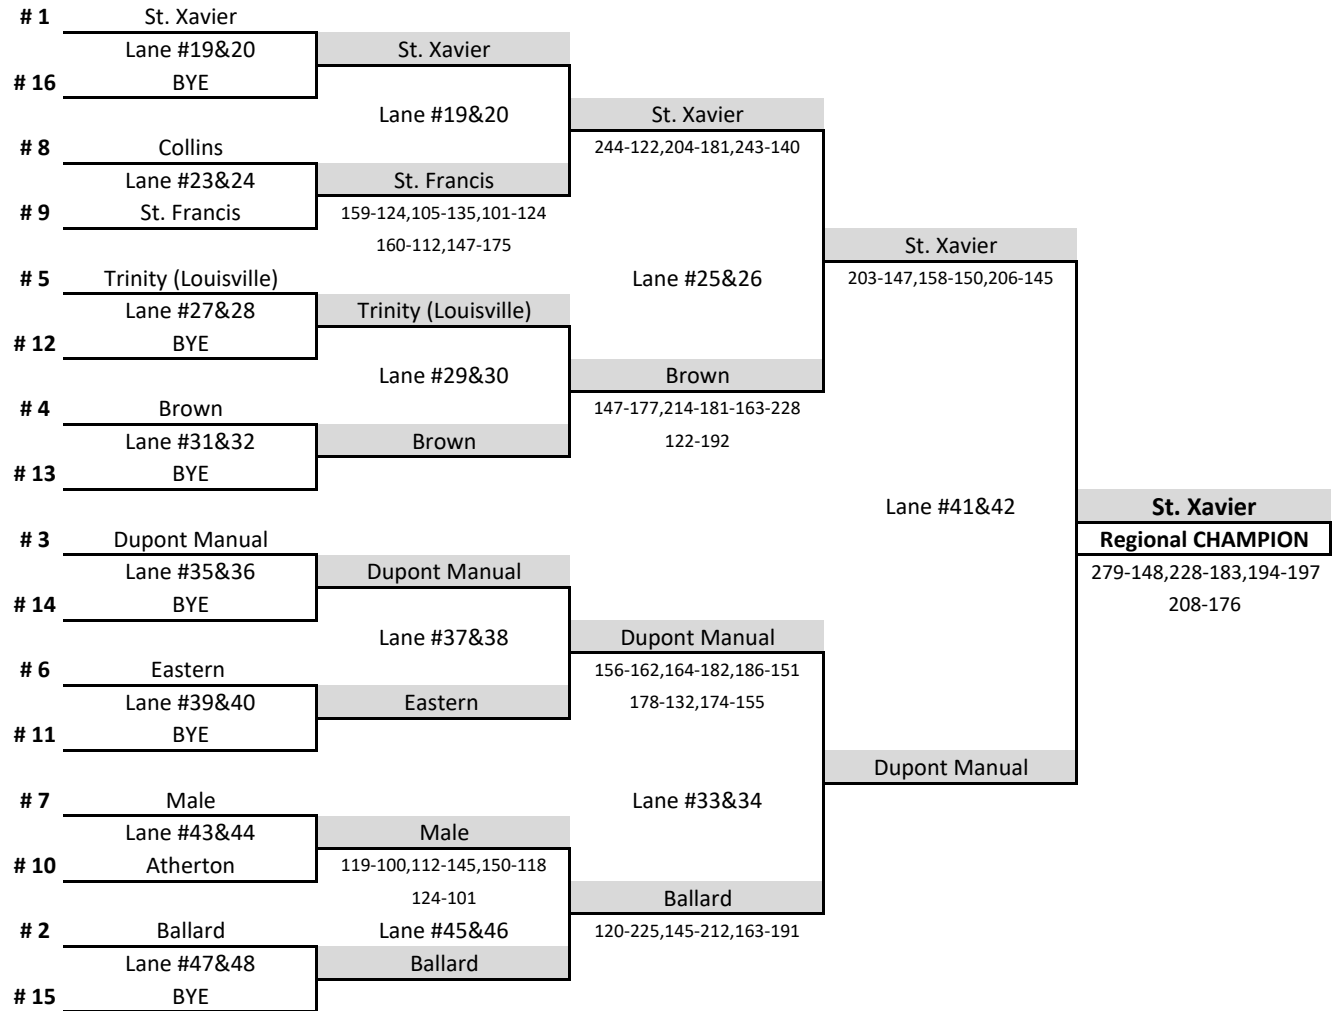 # 1 St. Xavier
Lane #19&20 St. Xavier
# 16 BYE
Lane #19&20 St. Xavier
# 8 Collins 244-122,204-181,243-140
Lane #23&24 St. Francis
# 9 St. Francis 159-124,105-135,101-124
160-112,147-175 St. Xavier
# 5 Trinity (Louisville) Lane #25&26 203-147,158-150,206-145
Lane #27&28 Trinity (Louisville)
# 12 BYE
Lane #29&30 Brown
# 4 Brown 147-177,214-181-163-228
Lane #31&32 Brown 122-192
# 13 BYE
Lane #41&42 St. Xavier
# 3 Dupont Manual Regional CHAMPION
Lane #35&36 Dupont Manual 279-148,228-183,194-197
# 14 BYE 208-176
Lane #37&38 Dupont Manual
# 6 Eastern 156-162,164-182,186-151
Lane #39&40 Eastern 178-132,174-155
# 11 BYE
Dupont Manual
# 7 Male Lane #33&34
Lane #43&44 Male
# 10 Atherton 119-100,112-145,150-118
124-101 Ballard
# 2 Ballard Lane #45&46 120-225,145-212,163-191
Lane #47&48 Ballard
# 15 BYE